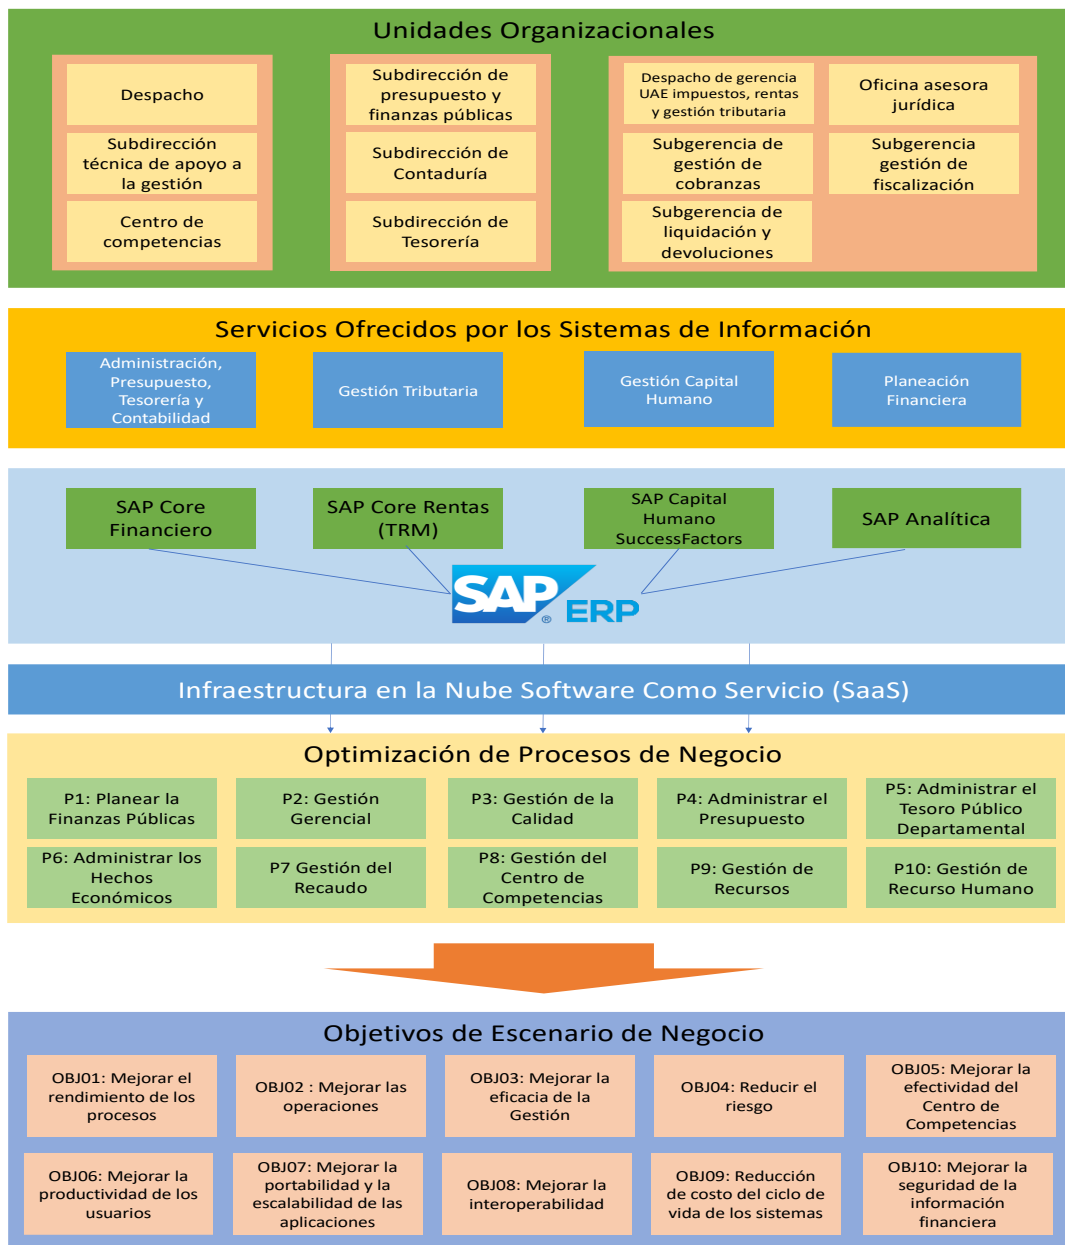 Unidades Organizacionales
Despacho
Subdirección
técnica de apoyo a
la gestión
Centro de
competencias
Subdirección de
presupuesto y
finanzas públicas
Subdirección de
Contaduría
Subdirección de
Tesorería
Despacho de gerencia
UAE impuestos, rentas
y gestión tributaria
Oficina asesora
jurídica
Subgerencia de
gestión de
cobranzas
Subgerencia
gestión de
fiscalización
Subgerencia de
liquidación y
devoluciones
Servicios Ofrecidos por los Sistemas de Información
Administración,
Presupuesto,
Tesorería y
Contabilidad
Gestión Tributaria
Gestión Capital
Humano
Planeación
Financiera
SAP Core
Financiero
SAP Core Rentas
(TRM)
SAP Capital
Humano
SuccessFactors
SAP Analítica
SAP ® ERP
Infraestructura en la Nube Software Como Servicio (SaaS)
Optimización de Procesos de Negocio
P1: Planear la
Finanzas Públicas
P2: Gestión
Gerencial
P3: Gestión de la
Calidad
P4: Administrar el
Presupuesto
P5: Administrar el
Tesoro Público
Departamental
P6: Administrar los
Hechos
Económicos
P7 Gestión del
Recaudo
P8: Gestión del
Centro de
Competencias
P9: Gestión de
Recursos
P10: Gestión de
Recurso Humano
Objetivos de Escenario de Negocio
OBJ01: Mejorar el
rendimiento de los
procesos
OBJ02 : Mejorar las
operaciones
OBJ03: Mejorar la
eficacia de la
Gestión
OBJ04: Reducir el
riesgo
OBJ05: Mejorar la
efectividad del
Centro de
Competencias
OBJ06: Mejorar la
productividad de los
usuarios
OBJ07: Mejorar la
portabilidad y la
escalabilidad de las
aplicaciones
OBJ08: Mejorar la
interoperabilidad
OBJ09: Reducción
de costo del ciclo de
vida de los sistemas
OBJ10: Mejorar la
seguridad de la
información
financiera